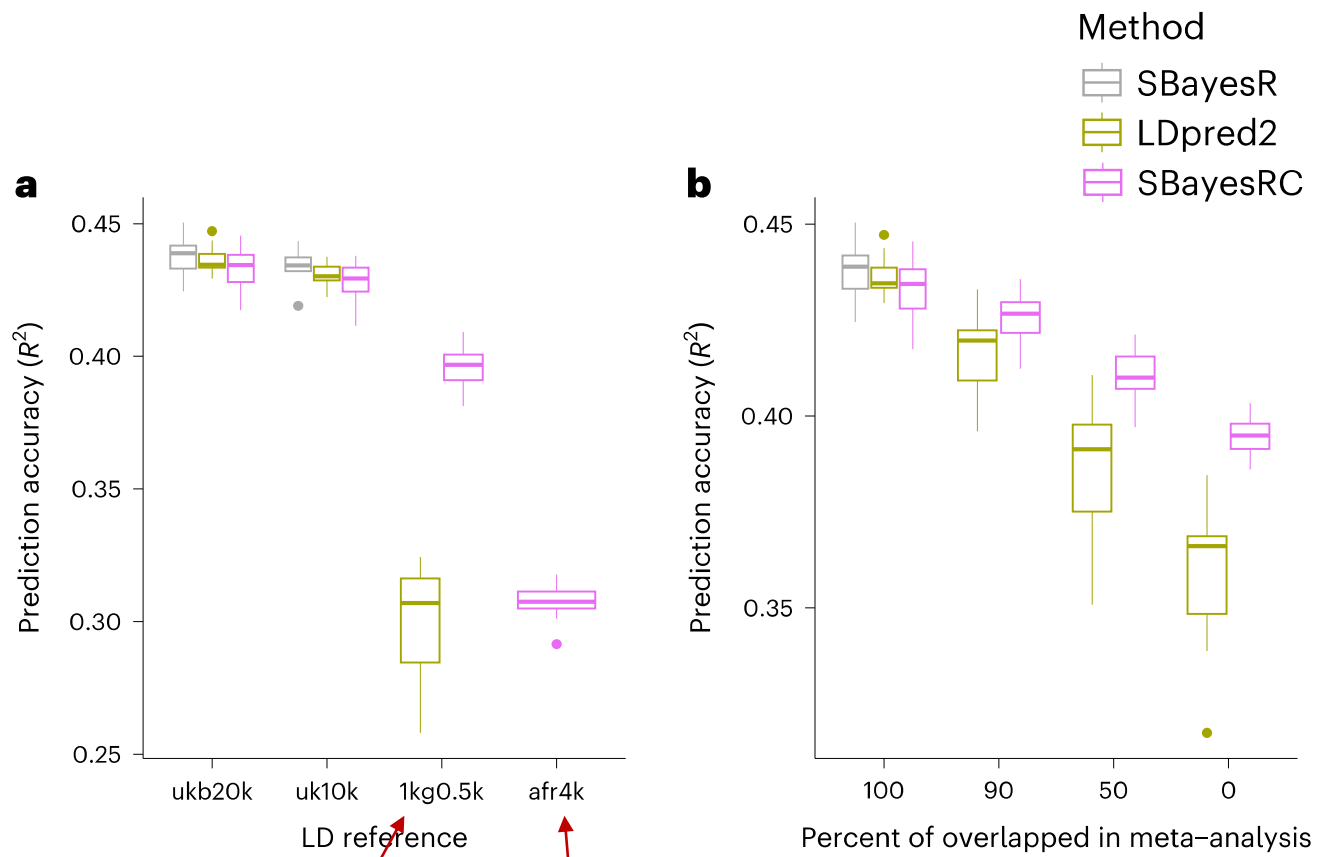 Method
SBayesR
LDpred2
SBayesRC
a
0.45
0.40
0.35
0.30
0.25
Prediction accuracy (R²)
ukb20k uk10k 1kg0.5k afr4k
LD reference
b
0.45
0.40
0.35
Prediction accuracy (R²)
100 90 50 0
Percent of overlapped in meta–analysis